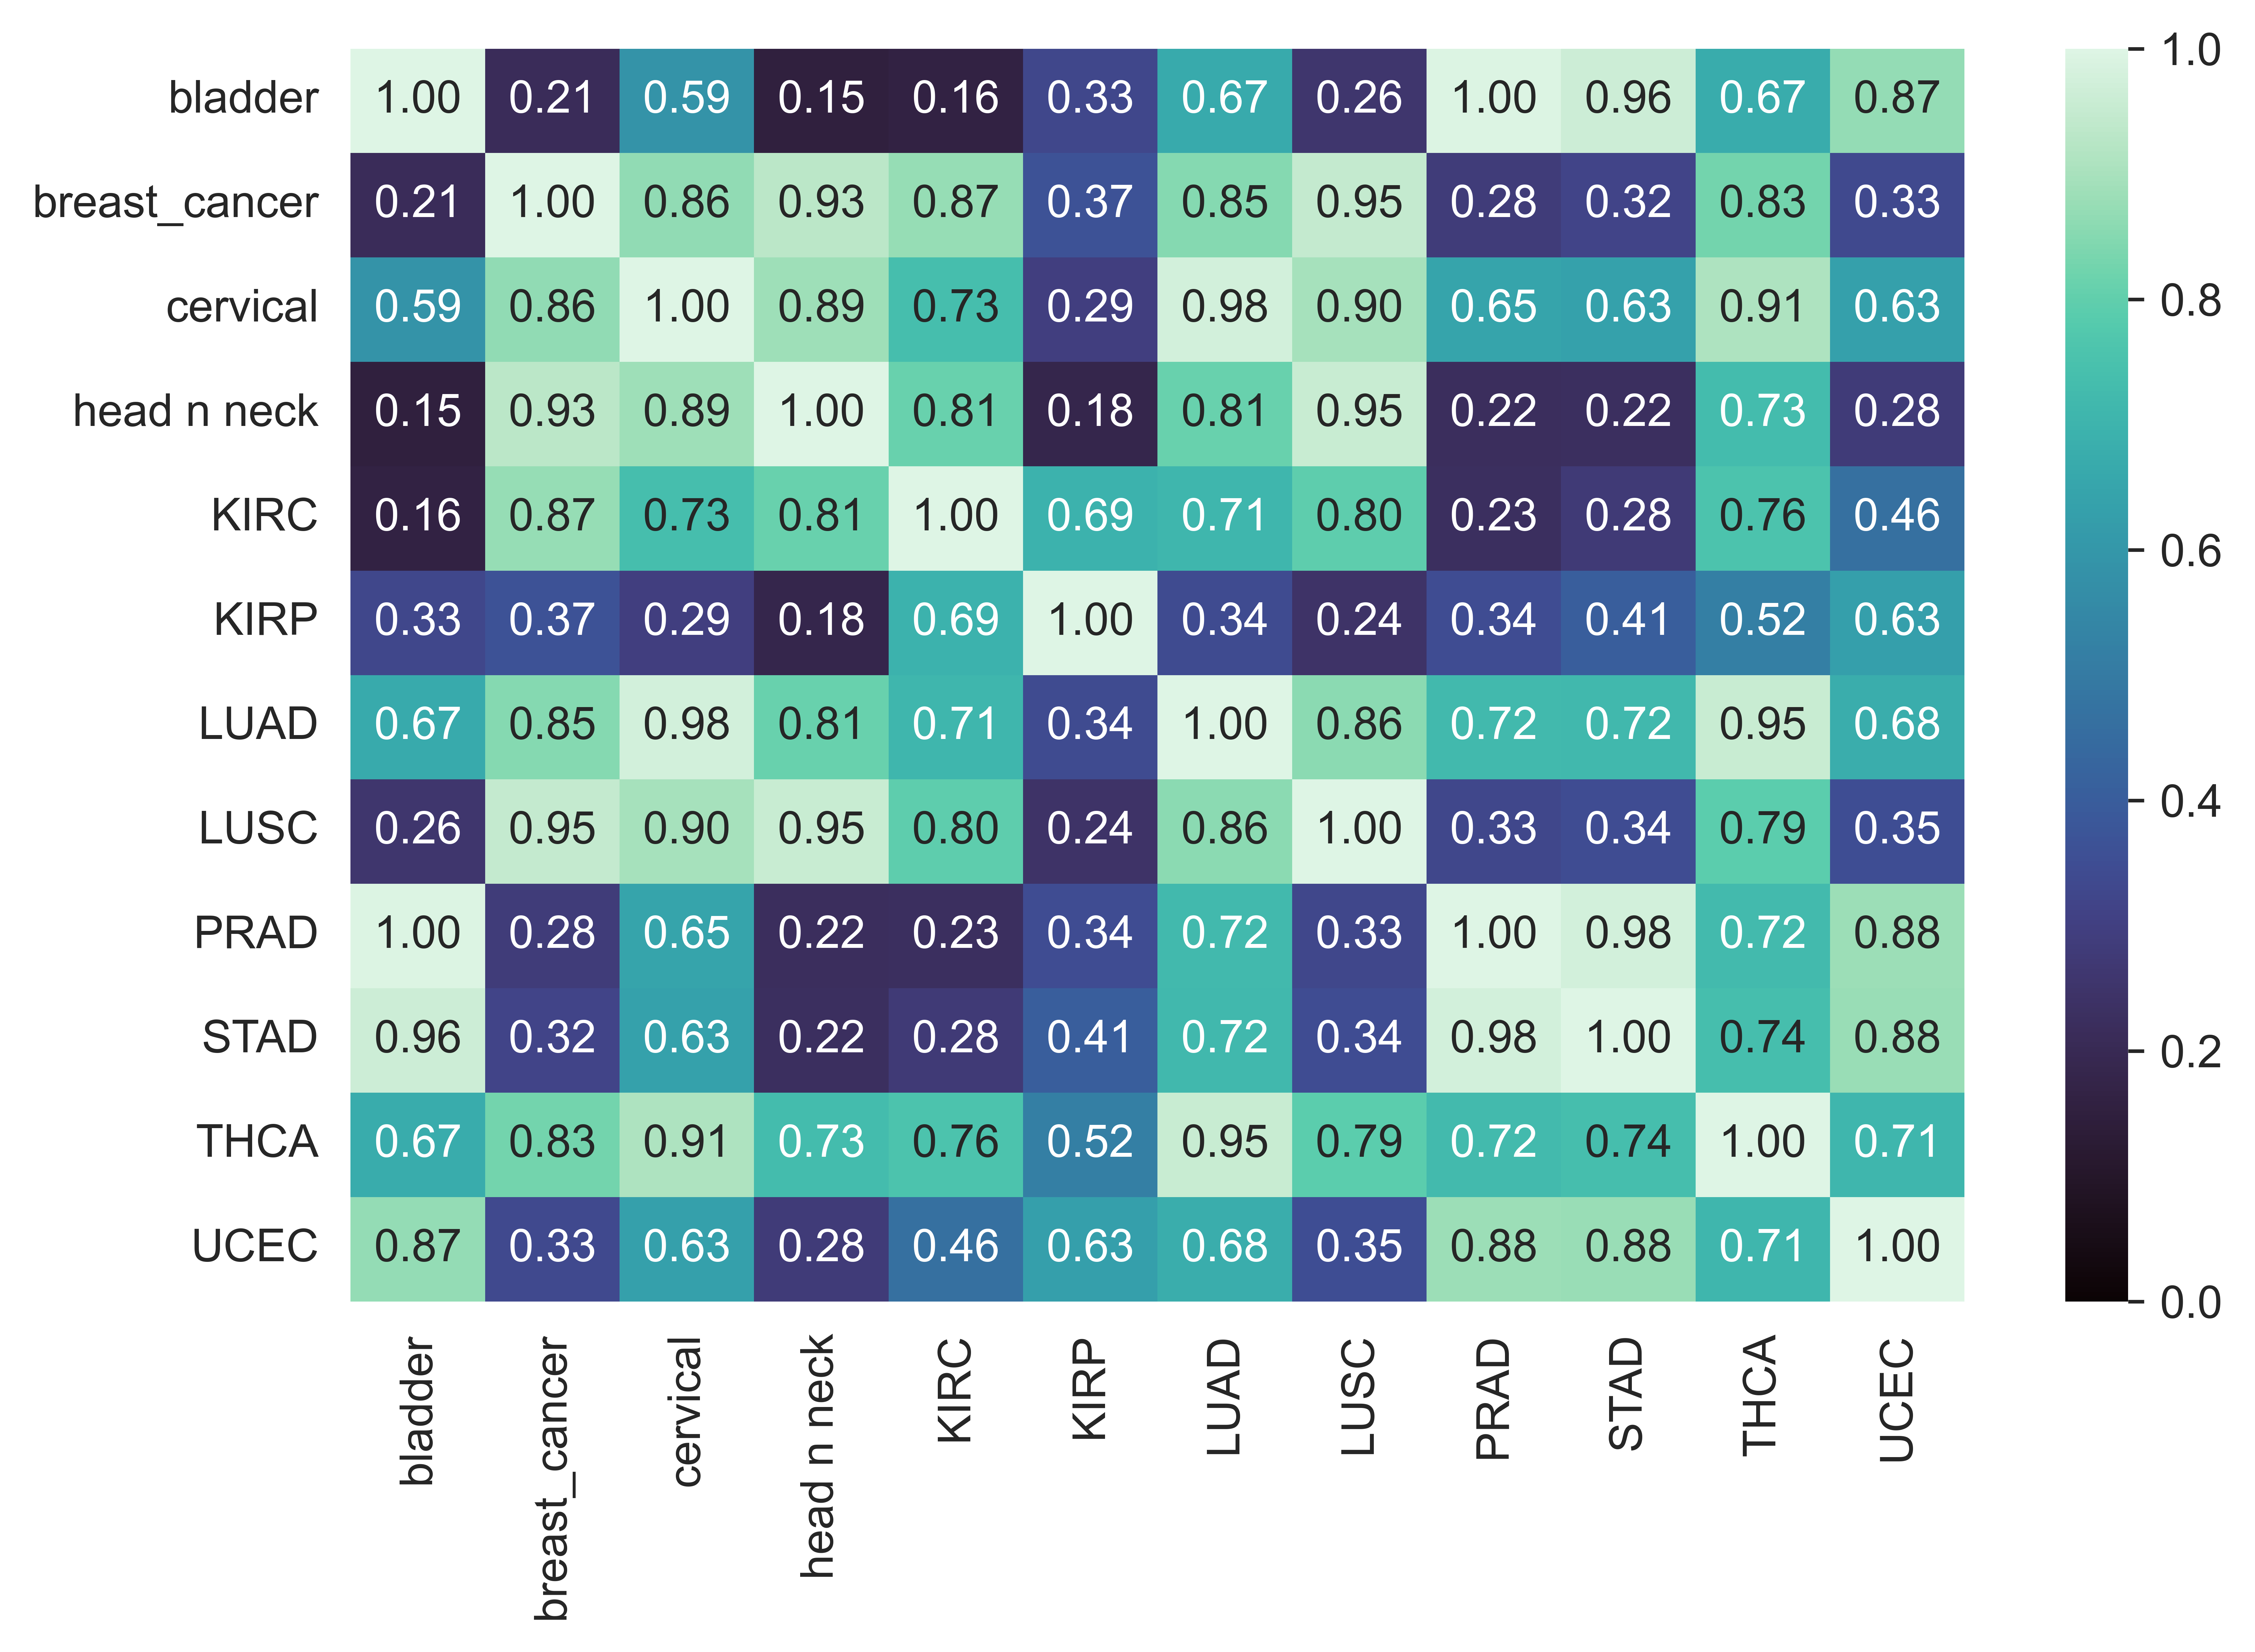 bladder 1.00 0.21 0.59 0.15 0.16 0.33 0.67 0.26 1.00 0.96 0.67 0.87
breast_cancer 0.21 1.00 0.86 0.93 0.87 0.37 0.85 0.95 0.28 0.32 0.83 0.33
cervical 0.59 0.86 1.00 0.89 0.73 0.29 0.98 0.90 0.65 0.63 0.91 0.63
head n neck 0.15 0.93 0.89 1.00 0.81 0.18 0.81 0.95 0.22 0.22 0.73 0.28
KIRC 0.16 0.87 0.73 0.81 1.00 0.69 0.71 0.80 0.23 0.28 0.76 0.46
KIRP 0.33 0.37 0.29 0.18 0.69 1.00 0.34 0.24 0.34 0.41 0.52 0.63
LUAD 0.67 0.85 0.98 0.81 0.71 0.34 1.00 0.86 0.72 0.72 0.95 0.68
LUSC 0.26 0.95 0.90 0.95 0.80 0.24 0.86 1.00 0.33 0.34 0.79 0.35
PRAD 1.00 0.28 0.65 0.22 0.23 0.34 0.72 0.33 1.00 0.98 0.72 0.88
STAD 0.96 0.32 0.63 0.22 0.28 0.41 0.72 0.34 0.98 1.00 0.74 0.88
THCA 0.67 0.83 0.91 0.73 0.76 0.52 0.95 0.79 0.72 0.74 1.00 0.71
UCEC 0.87 0.33 0.63 0.28 0.46 0.63 0.68 0.35 0.88 0.88 0.71 1.00
bladder
breast_cancer
cervical
head n neck
KIRC
KIRP
LUAD
LUSC
PRAD
STAD
THCA
UCEC
1.0
0.8
0.6
0.4
0.2
0.0